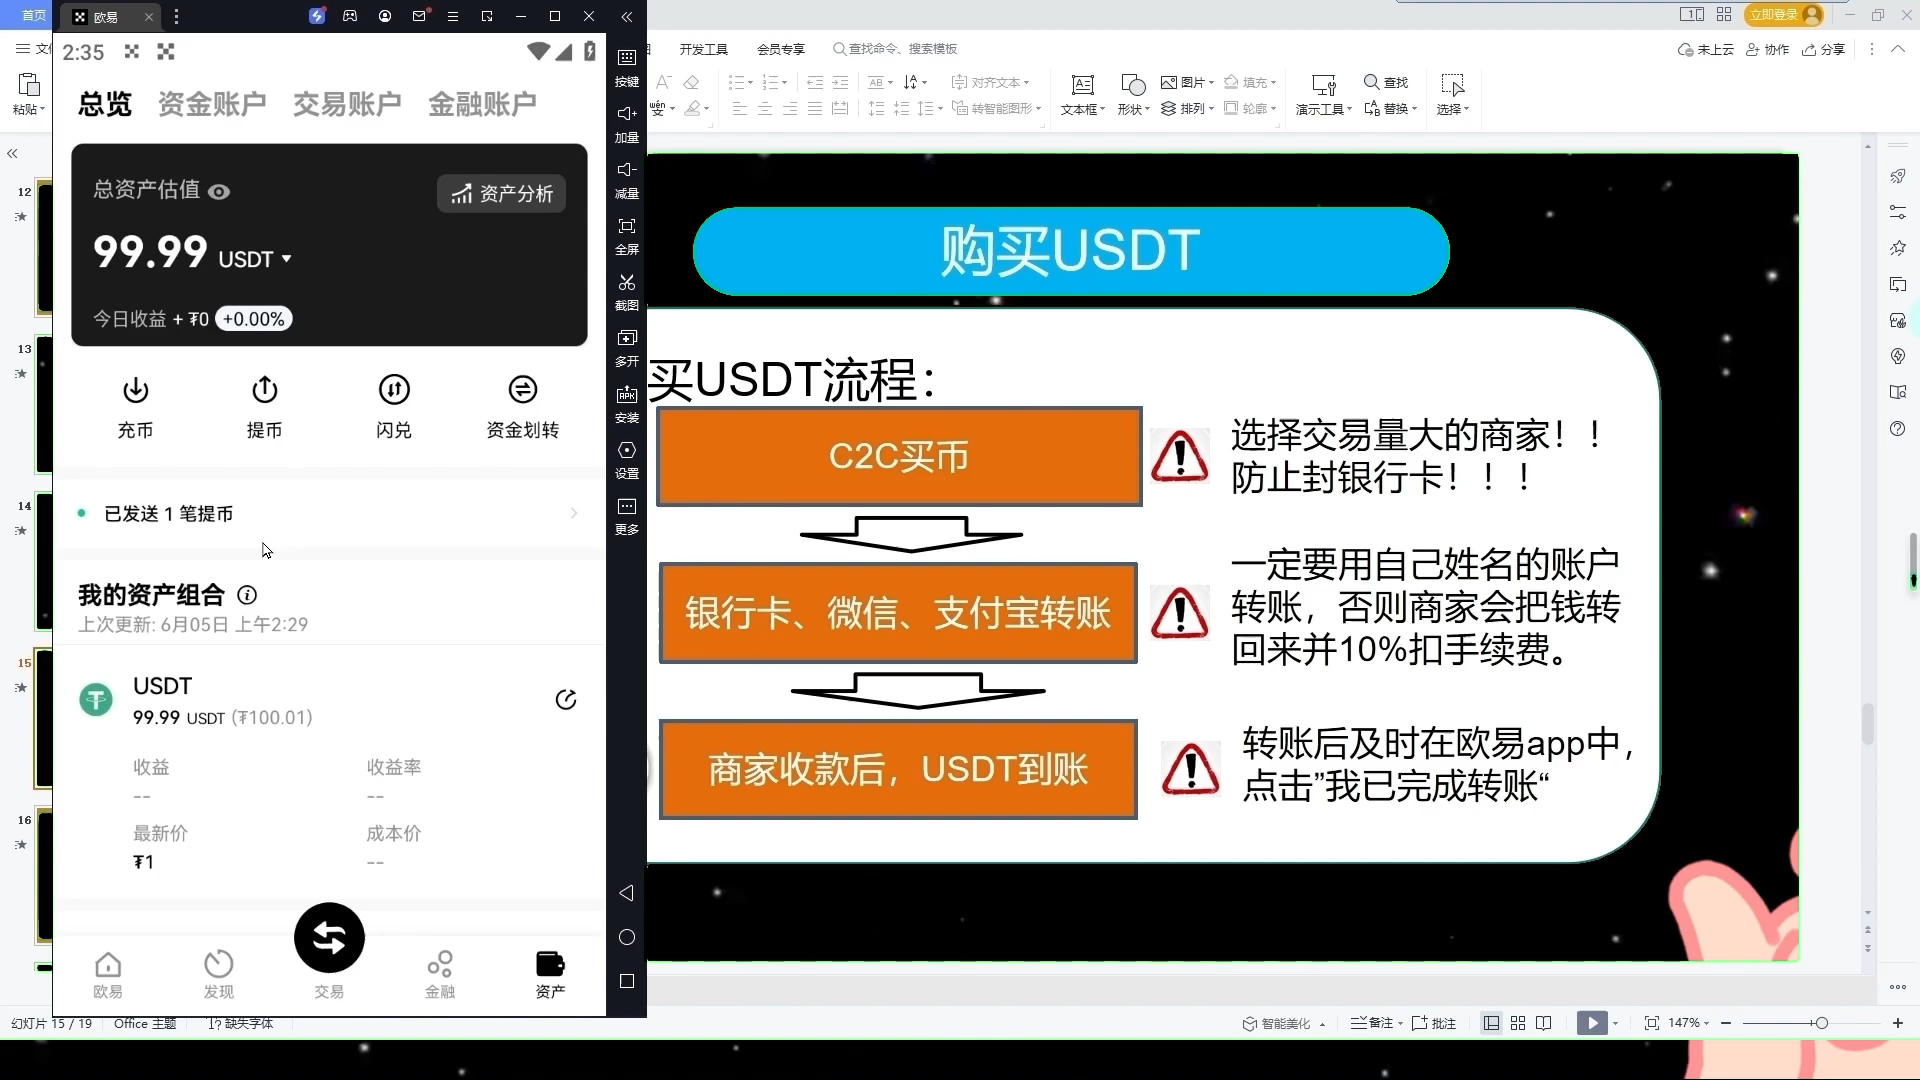 首页
欧易
立即登录
2:35
开发工具
会员专享
查找命令、搜索模板
未上云
协作
分享
粘贴
对齐文本
转智能图形
文本框
形状
图片
排列
填充
轮廓
演示工具
查找
替换
选择
总览
资金账户
交易账户
金融账户
总资产估值
资产分析
99.99 USDT
今日收益 + ₮0 +0.00%
充币
提币
闪兑
资金划转
已发送 1 笔提币
我的资产组合
上次更新: 6月05日 上午2:29
USDT
99.99 USDT (₮100.01)
收益
收益率
--
--
最新价
成本价
₮1
--
欧易
发现
交易
金融
资产
按键
加量
减量
全屏
截图
多开
APK
安装
设置
更多
12
13
14
15
16
购买USDT
买USDT流程：
C2C买币
选择交易量大的商家！！
防止封银行卡！！！
银行卡、微信、支付宝转账
一定要用自己姓名的账户
转账，否则商家会把钱转
回来并10%扣手续费。
商家收款后，USDT到账
转账后及时在欧易app中，
点击”我已完成转账“
幻灯片 15 / 19
Office 主题
缺失字体
智能美化
备注
批注
147%